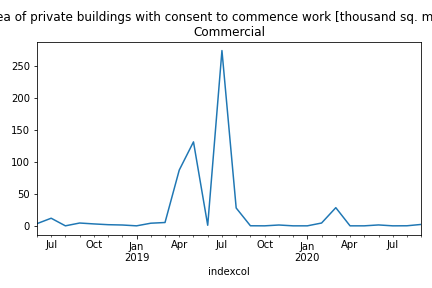 ea of private buildings with consent to commence work [thousand sq. m
Commercial
250
200
150
100
50
0
Jul Oct Jan Apr Jul Oct Jan Apr Jul
2019 2020
indexcol